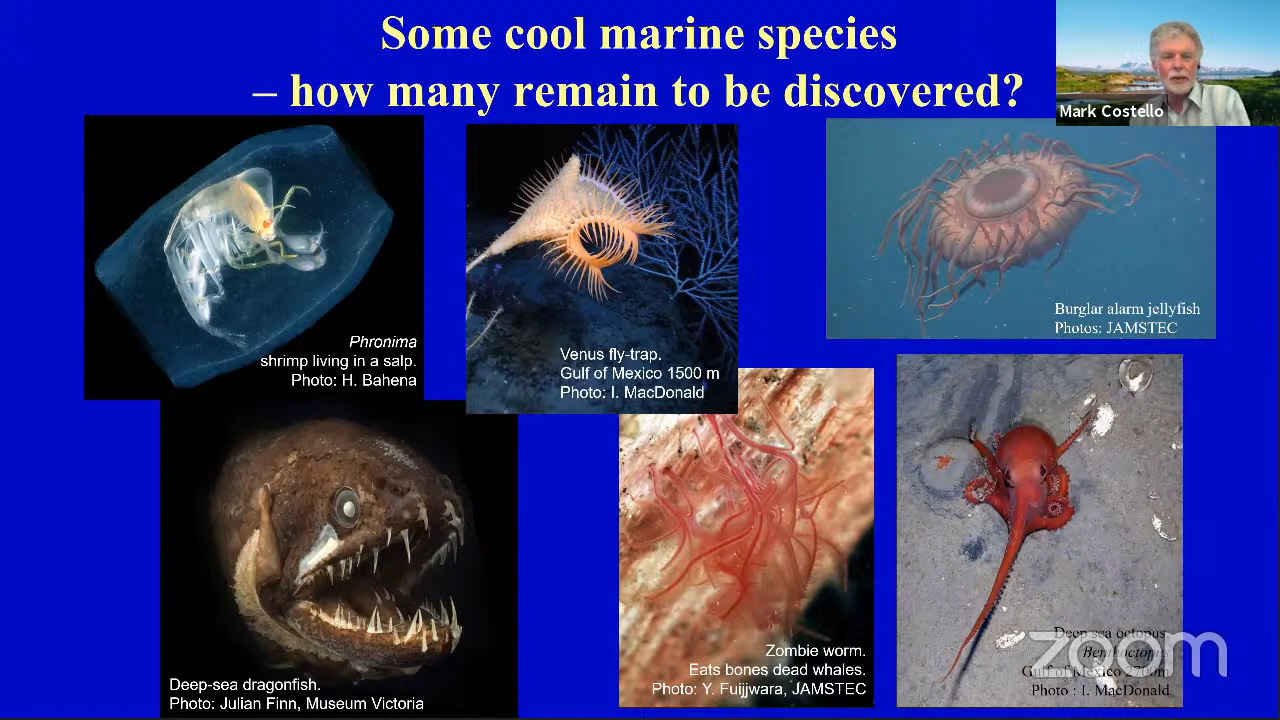 Some cool marine species
– how many remain to be discovered?
Mark Costello
Phronima
shrimp living in a salp.
Photo: H. Bahena
Venus fly-trap.
Gulf of Mexico 1500 m
Photo: I. MacDonald
Burglar alarm jellyfish
Photos: JAMSTEC
Deep-sea dragonfish.
Photo: Julian Finn, Museum Victoria
Zombie worm.
Eats bones dead whales.
Photo: Y. Fuijjwara, JAMSTEC
Deep sea octopus
Benthoctopus
Gulf of Mexico 2700m
Photo : I. MacDonald
zoom